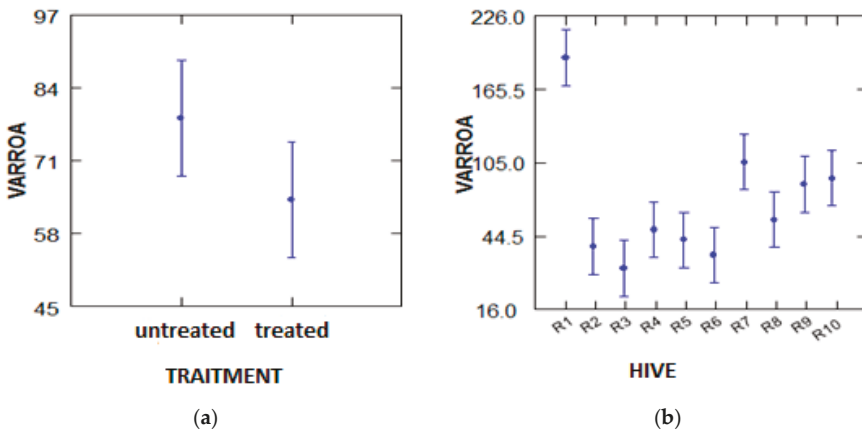 97
84
71
58
45
VARROA
untreated
treated
TRAITMENT
(a)
226.0
165.5
105.0
44.5
16.0
VARROA
R1
R2
R3
R4
R5
R6
R7
R8
R9
R10
HIVE
(b)